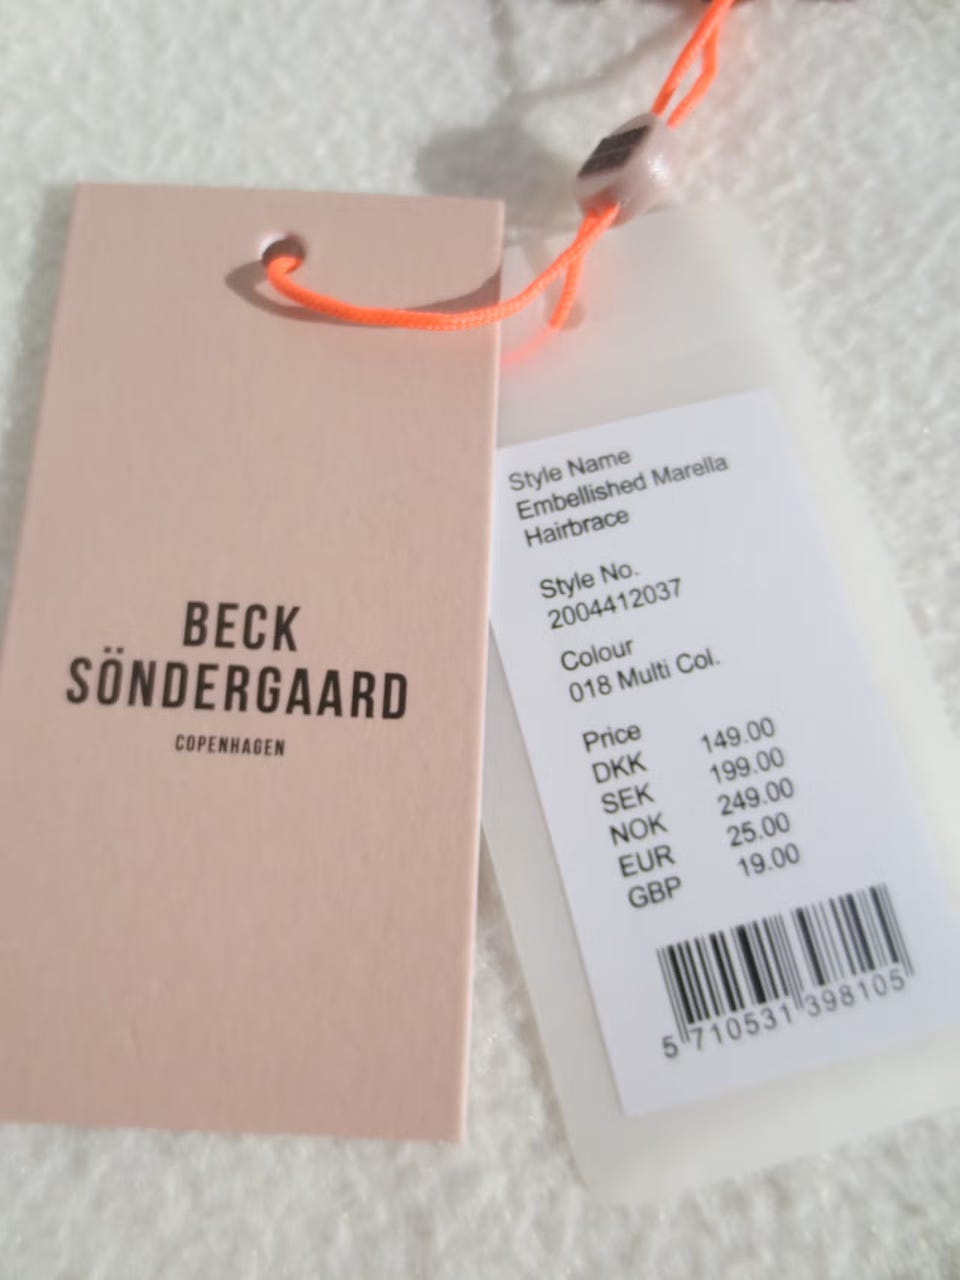 BECK
SÖNDERGAARD
COPENHAGEN
Style Name
Embellished Marella
Hairbrace
Style No.
2004412037
Colour
018 Multi Col.
Price
DKK 149.00
SEK 199.00
NOK 249.00
EUR 25.00
GBP 19.00
5 710531 398105